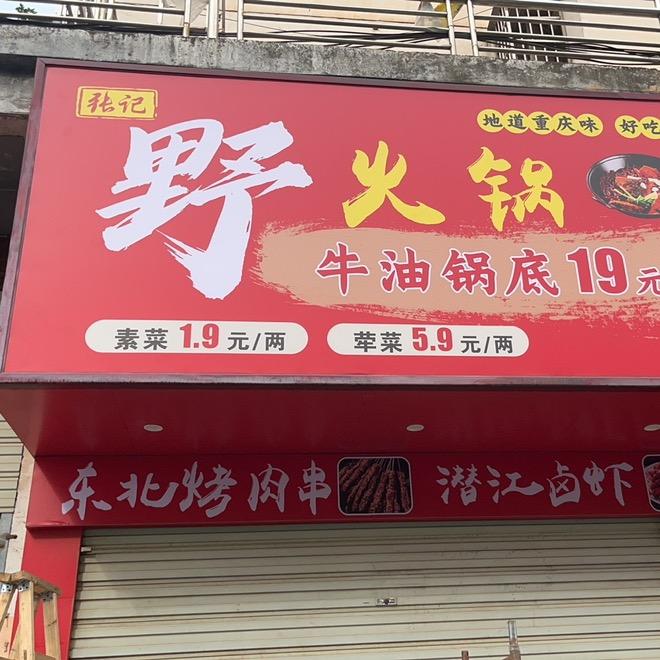 张记
地道重庆味 好吃
野火锅
牛油锅底19元
素菜1.9元/两 荤菜5.9元/两
东北烤肉串 潜江卤虾